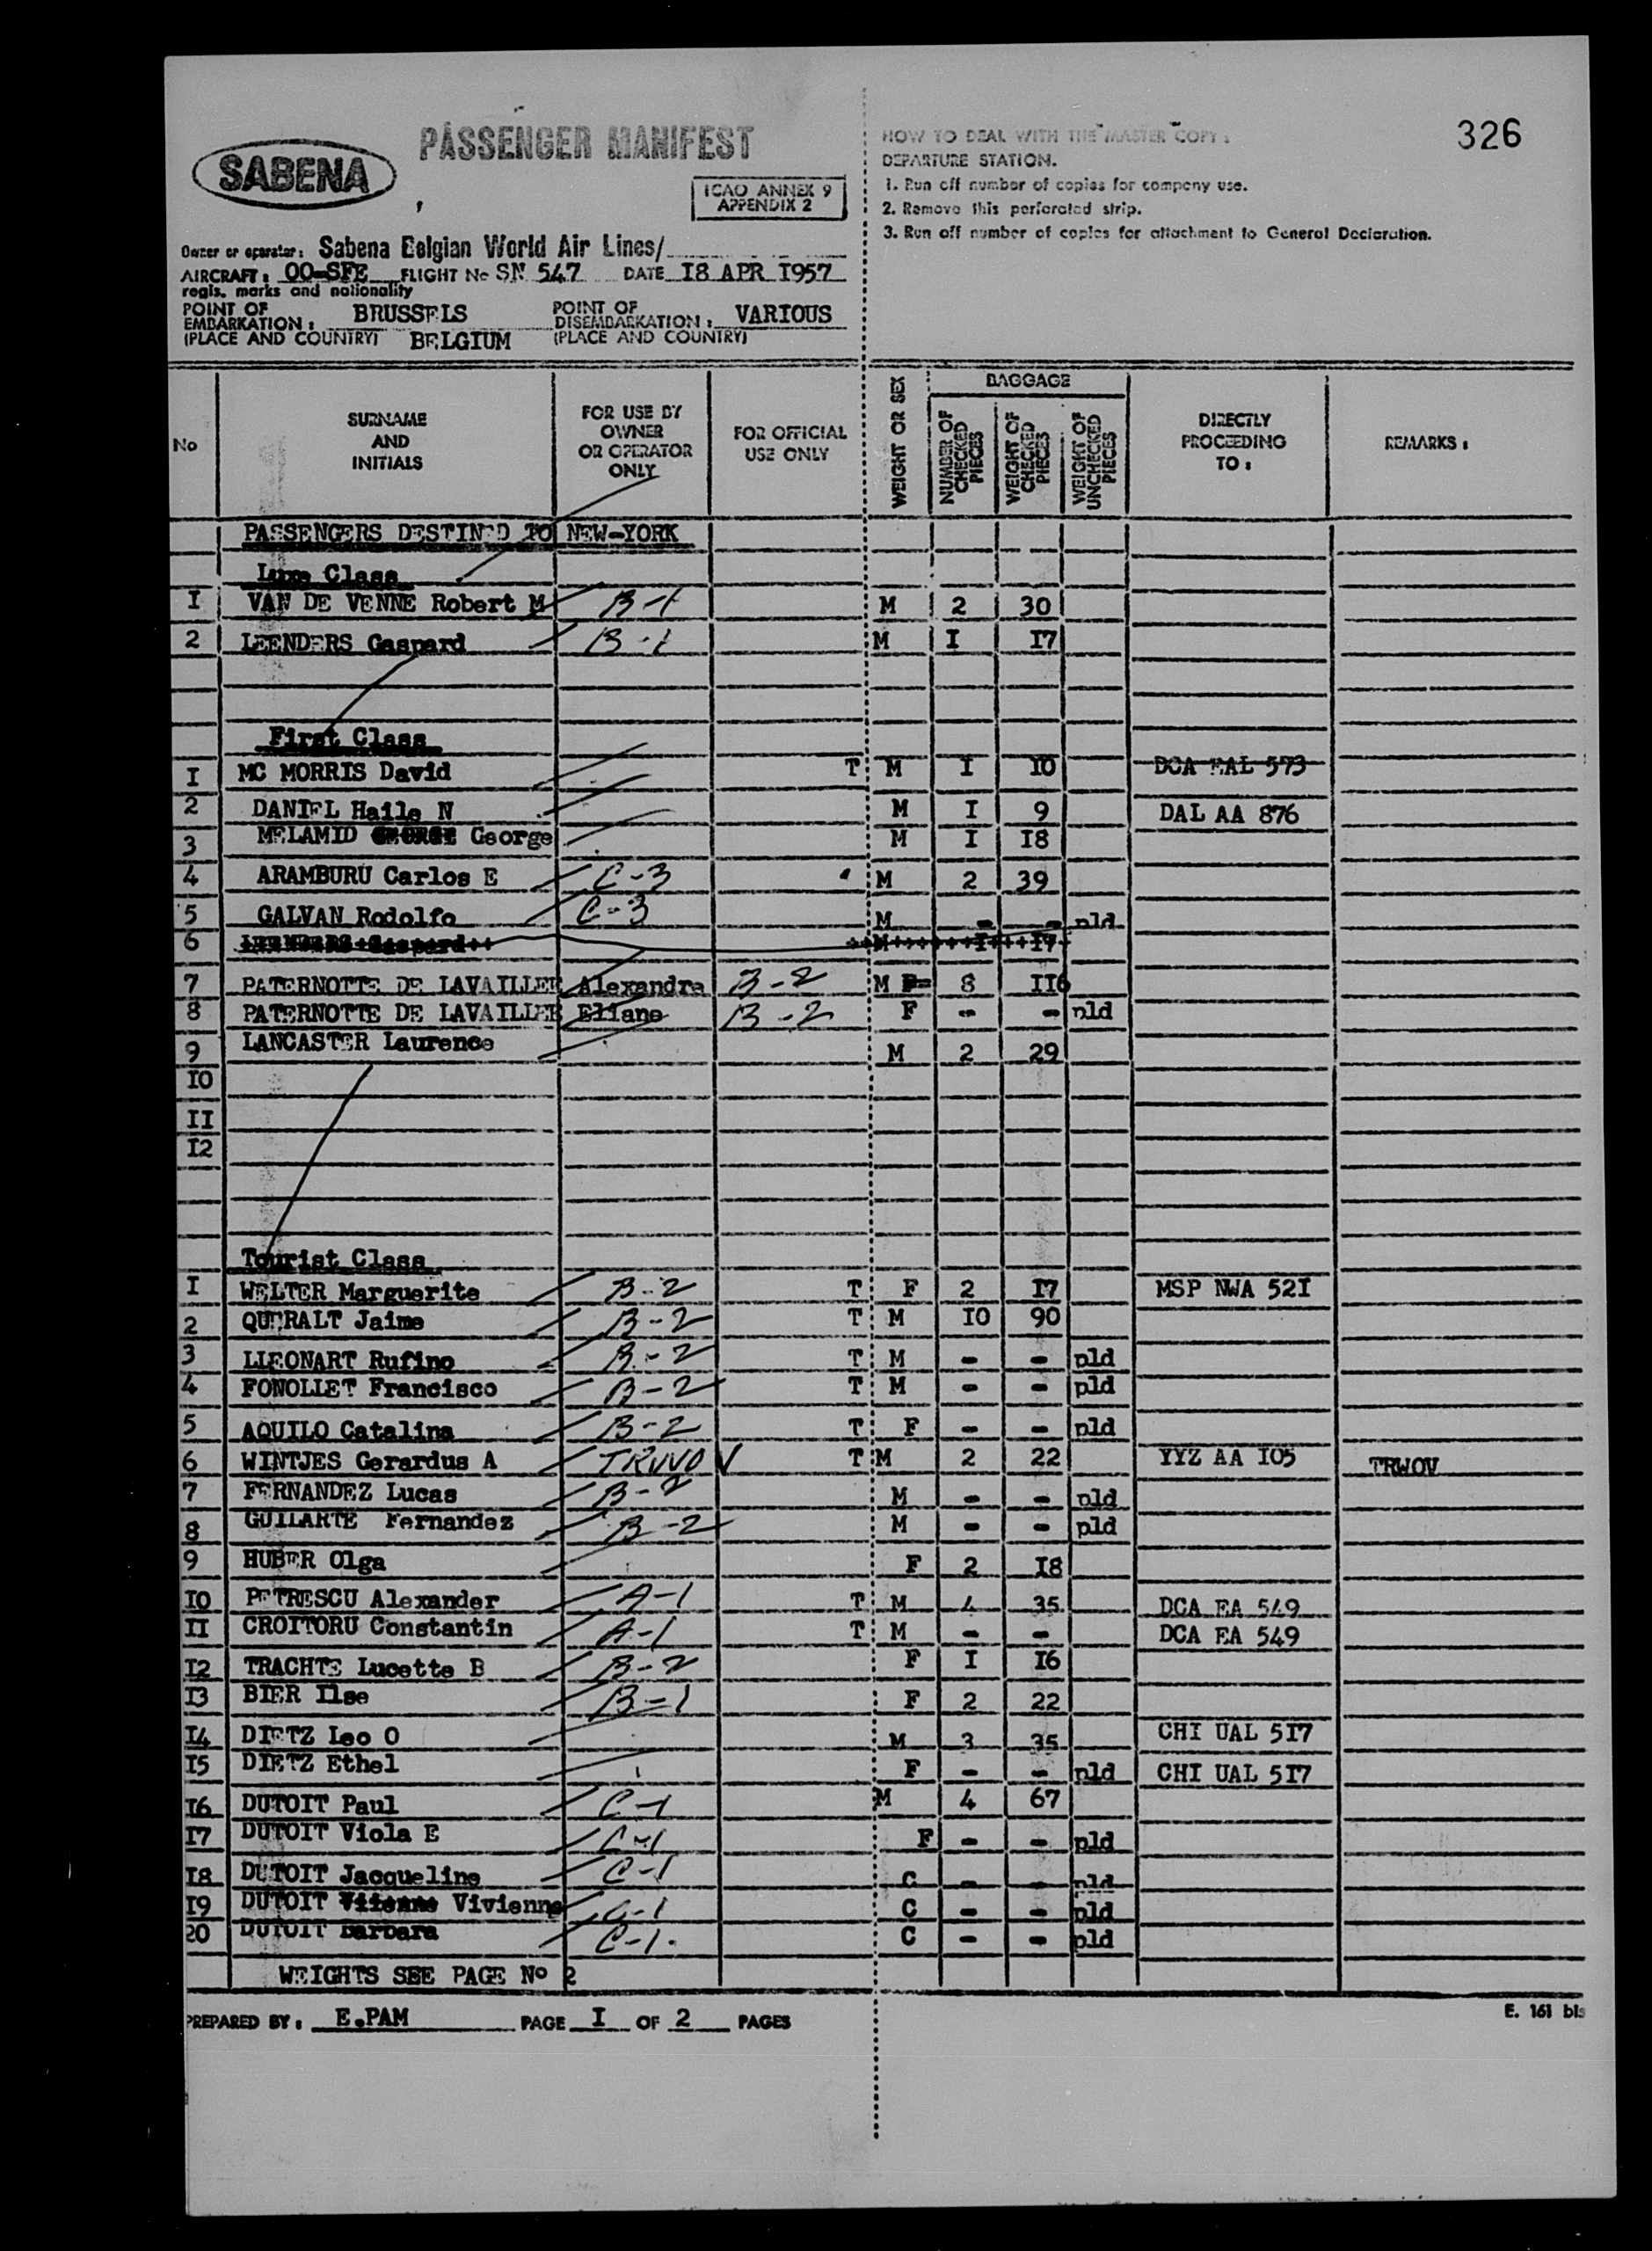 326
PASSENGER MANIFEST
SABENA
ICAO ANNEX 9
APPENDIX 2
HOW TO DEAL WITH THE MASTER COPY :
DEPARTURE STATION.
1. Run off number of copies for company use.
2. Remove this perforated strip.
3. Run off number of copies for attachment to General Declaration.
Owner or operator: Sabena Belgian World Air Lines/
AIRCRAFT : OO-SFE FLIGHT No SN 547 DATE I8 APR I957
regis. marks and nationality
POINT OF EMBARKATION : BRUSSELS POINT OF DISEMBARKATION : VARIOUS
(PLACE AND COUNTRY) BELGIUM (PLACE AND COUNTRY)
No SURNAME AND INITIALS FOR USE BY OWNER OR OPERATOR ONLY FOR OFFICIAL USE ONLY WEIGHT OR SEX BAGGAGE NUMBER OF CHECKED PIECES WEIGHT OF CHECKED PIECES WEIGHT OF UNCHECKED PIECES DIRECTLY PROCEEDING TO : REMARKS :
PASSENGERS DESTINED TO NEW-YORK
Luxe Class
I VAN DE VENNE Robert M B-1 M 2 30
2 LEENDERS Gaspard B-1 M I I7
First Class
I MC MORRIS David T M I I0 DCA EAL 573
2 DANIEL Haile N M I 9 DAL AA 876
3 MELAMID George M I I8
4 ARAMBURU Carlos E C-3 M 2 39
5 GALVAN Rodolfo C-3 M - - pld
6 LEENDERS Gaspard++ ++M+++++++I+++I7
7 PATERNOTTE DE LAVAILLEE Alexandre B-2 M 8 II6
8 PATERNOTTE DE LAVAILLEE Eliane B-2 F - - pld
9 LANCASTER Laurence M 2 29
I0
II
I2
Tourist Class
I WELTER Marguerite B-2 T F 2 I7 MSP NWA 52I
2 QUERALT Jaime B-2 T M I0 90
3 LLEONART Rufino B-2 T M - - pld
4 FONOLLET Francisco B-2 T M - - pld
5 AQUILO Catalina B-2 T F - - pld
6 WINTJES Gerardus A TRWO T M 2 22 YYZ AA I05 TRWOV
7 FERNANDEZ Lucas B-2 M - - pld
8 GUILARTE Fernandez B-2 M - - pld
9 HUBER Olga F 2 I8
I0 PETRESCU Alexander A-1 T M 4 35 DCA EA 549
II CROITORU Constantin A-1 T M - - DCA EA 549
I2 TRACHTE Lucette B B-2 F I I6
I3 BIER Ilse B-1 F 2 22
I4 DIETZ Leo O M 3 35 CHI UAL 5I7
I5 DIETZ Ethel F - - pld CHI UAL 5I7
I6 DUTOIT Paul C-1 M 4 67
I7 DUTOIT Viola E C-1 F - - pld
I8 DUTOIT Jacqueline C-1 C - - pld
I9 DUTOIT Vivienne C-1 C - - pld
20 DUTOIT Barbara C-1. C - - pld
WEIGHTS SEE PAGE No 2
PREPARED BY : E.PAM PAGE I OF 2 PAGES
E. 161 bis